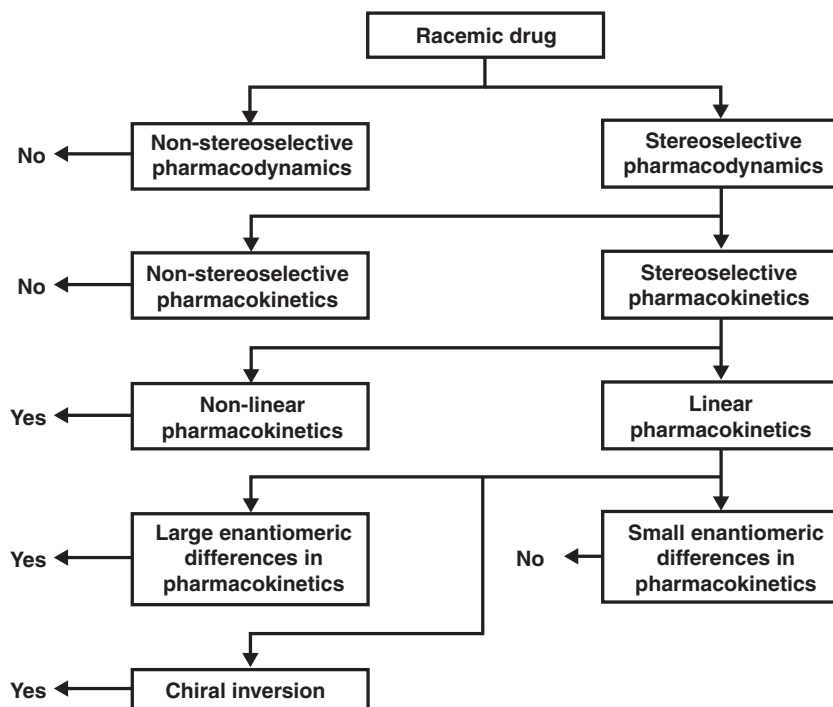 Racemic drug
No
Non-stereoselective
pharmacodynamics
Stereoselective
pharmacodynamics
No
Non-stereoselective
pharmacokinetics
Stereoselective
pharmacokinetics
Yes
Non-linear
pharmacokinetics
Linear
pharmacokinetics
Yes
Large enantiomeric
differences in
pharmacokinetics
No
Small enantiomeric
differences in
pharmacokinetics
Yes
Chiral inversion